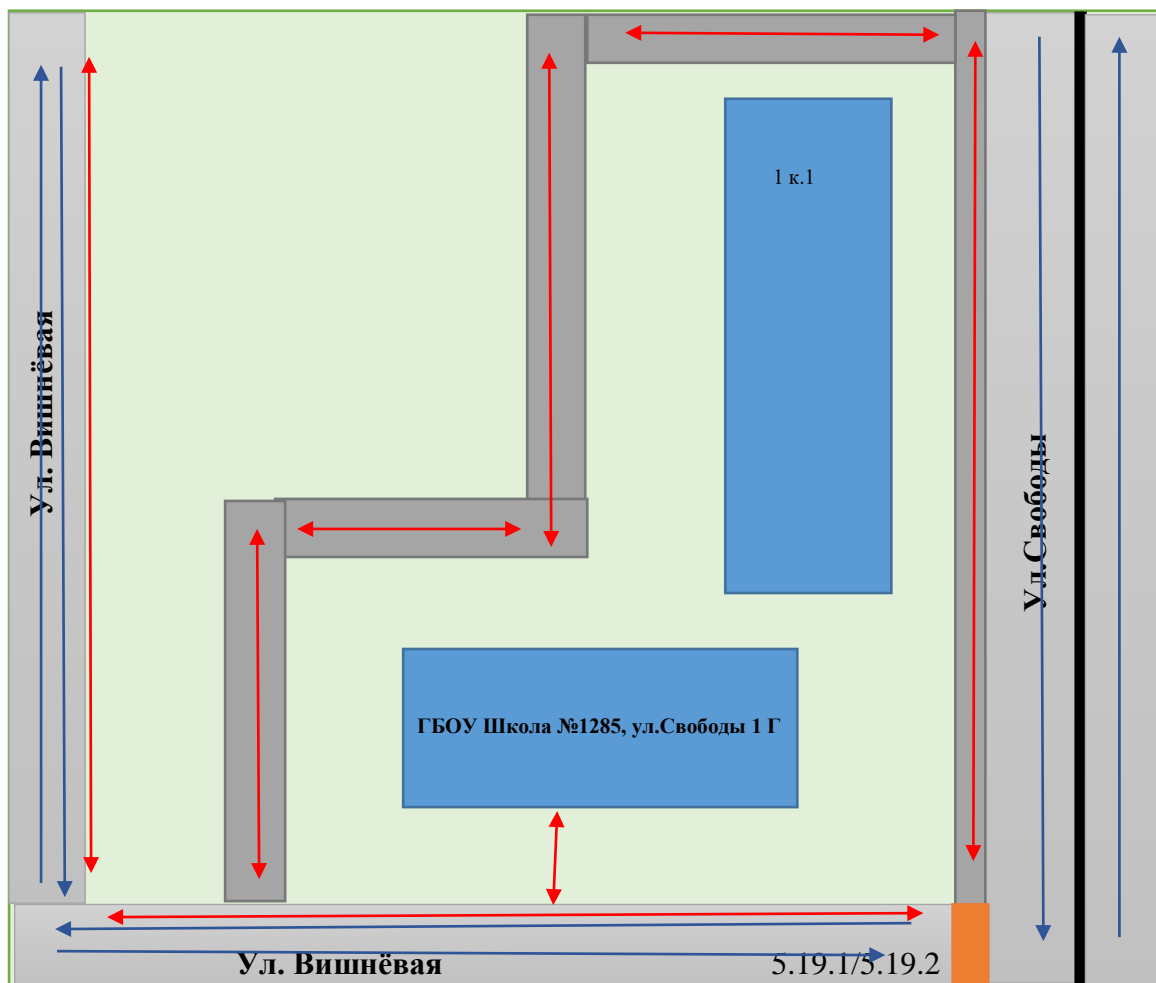 1 к.1
Ул. Вишнёвая
Ул.Свободы
ГБОУ Школа №1285, ул.Свободы 1 Г
Ул. Вишнёвая
5.19.1/5.19.2